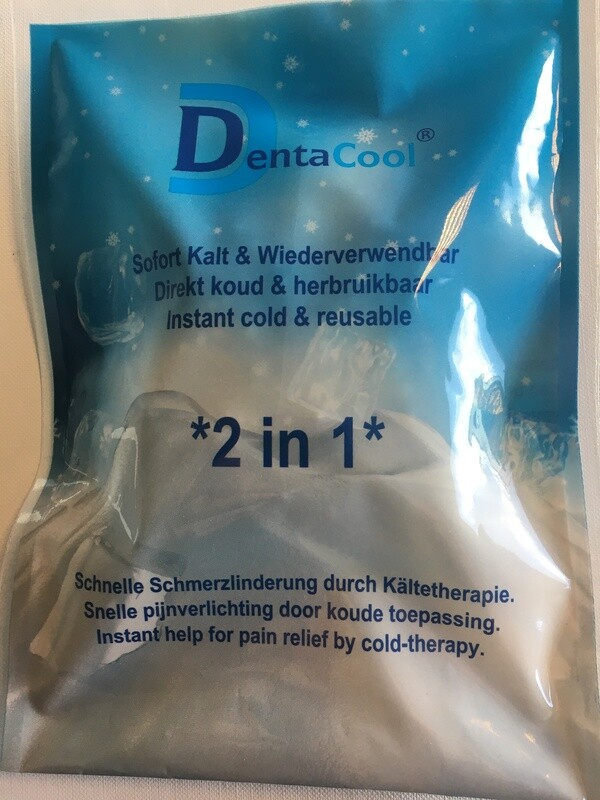 DentaCool®
Sofort Kalt & Wiederverwendbar
Direkt koud & herbruikbaar
Instant cold & reusable
*2 in 1*
Schnelle Schmerzlinderung durch Kältetherapie.
Snelle pijnverlichting door koude toepassing.
Instant help for pain relief by cold-therapy.